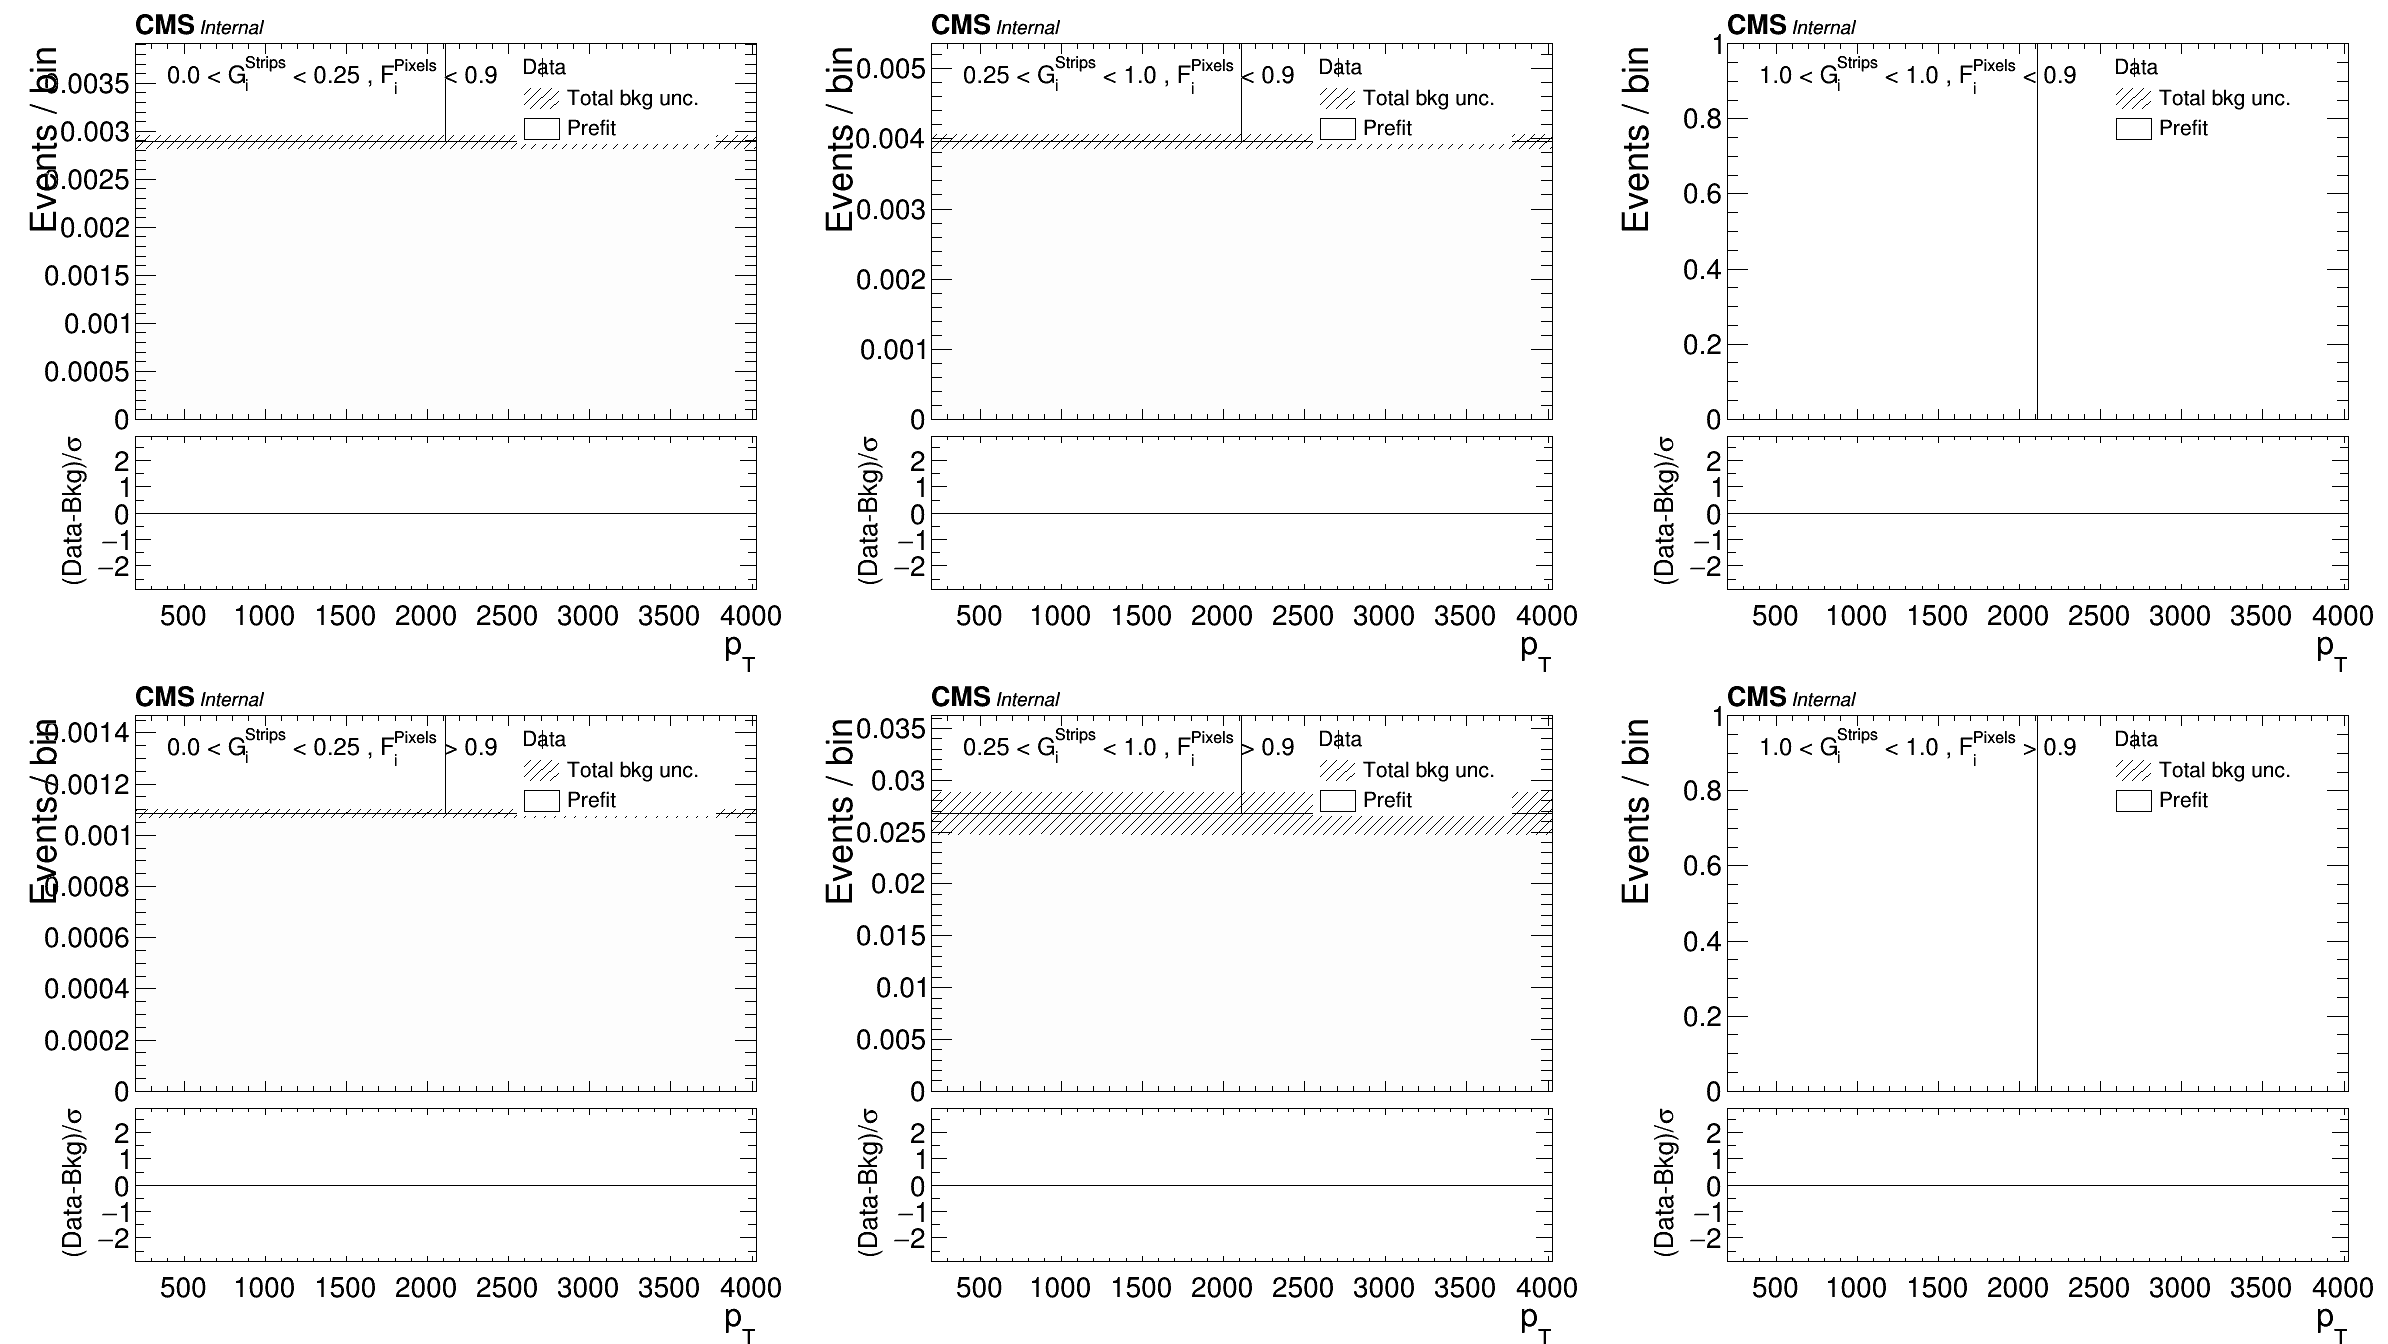 CMS Internal
Events / bin
0.0 < G_i^Strips < 0.25 , F_i^Pixels < 0.9
Data
Total bkg unc.
Prefit
0.0035
0.003
0.0025
0.002
0.0015
0.001
0.0005
0
(Data-Bkg)/σ
2
1
0
−1
−2
500 1000 1500 2000 2500 3000 3500 4000
p_T
CMS Internal
Events / bin
0.25 < G_i^Strips < 1.0 , F_i^Pixels < 0.9
Data
Total bkg unc.
Prefit
0.005
0.004
0.003
0.002
0.001
0
(Data-Bkg)/σ
2
1
0
−1
−2
500 1000 1500 2000 2500 3000 3500 4000
p_T
CMS Internal
Events / bin
1.0 < G_i^Strips < 1.0 , F_i^Pixels < 0.9
Data
Total bkg unc.
Prefit
1
0.8
0.6
0.4
0.2
0
(Data-Bkg)/σ
2
1
0
−1
−2
500 1000 1500 2000 2500 3000 3500 4000
p_T
CMS Internal
Events / bin
0.0 < G_i^Strips < 0.25 , F_i^Pixels > 0.9
Data
Total bkg unc.
Prefit
0.0014
0.0012
0.001
0.0008
0.0006
0.0004
0.0002
0
(Data-Bkg)/σ
2
1
0
−1
−2
500 1000 1500 2000 2500 3000 3500 4000
p_T
CMS Internal
Events / bin
0.25 < G_i^Strips < 1.0 , F_i^Pixels > 0.9
Data
Total bkg unc.
Prefit
0.035
0.03
0.025
0.02
0.015
0.01
0.005
0
(Data-Bkg)/σ
2
1
0
−1
−2
500 1000 1500 2000 2500 3000 3500 4000
p_T
CMS Internal
Events / bin
1.0 < G_i^Strips < 1.0 , F_i^Pixels > 0.9
Data
Total bkg unc.
Prefit
1
0.8
0.6
0.4
0.2
0
(Data-Bkg)/σ
2
1
0
−1
−2
500 1000 1500 2000 2500 3000 3500 4000
p_T